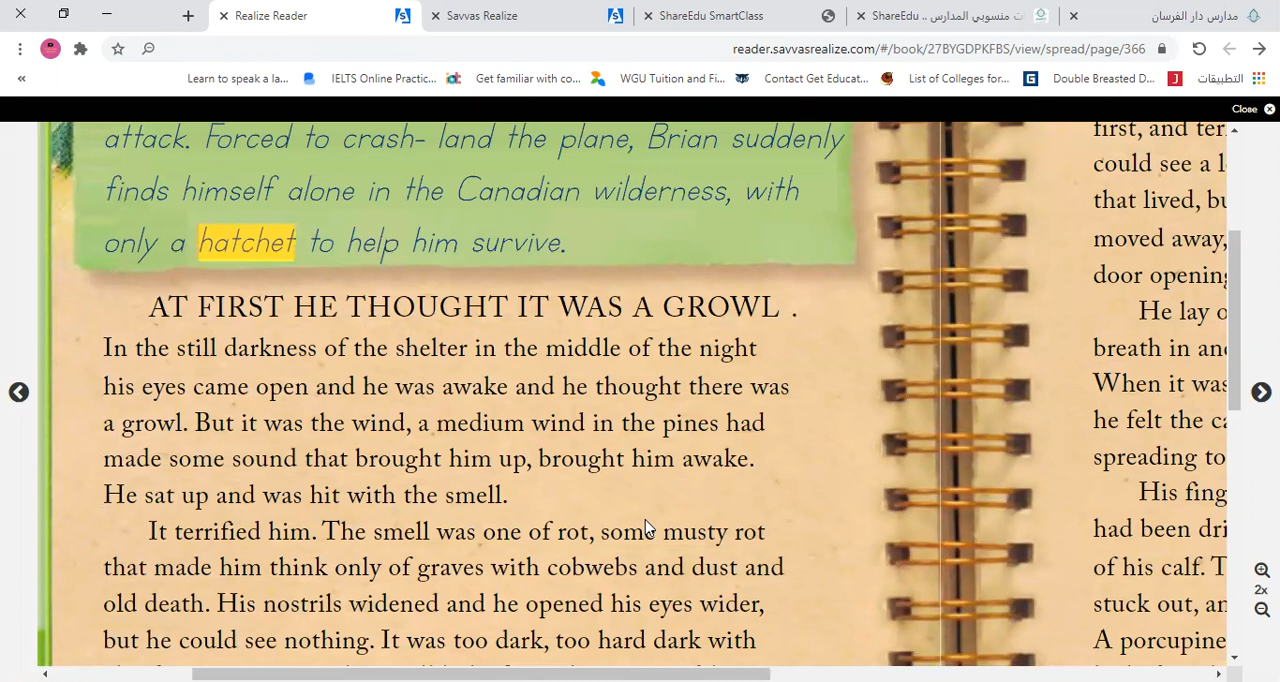 Realize Reader
Savvas Realize
ShareEdu SmartClass
ShareEdu .. ت منسوبي المدارس
مدارس دار الفرسان
reader.savvasrealize.com/#/book/27BYGDPKFBS/view/spread/page/366
Learn to speak a la...
IELTS Online Practic...
Get familiar with co...
WGU Tuition and Fi...
Contact Get Educat...
List of Colleges for...
Double Breasted D...
التطبيقات
Close
attack. Forced to crash- land the plane, Brian suddenly
finds himself alone in the Canadian wilderness, with
only a hatchet to help him survive.
AT FIRST HE THOUGHT IT WAS A GROWL .
In the still darkness of the shelter in the middle of the night
his eyes came open and he was awake and he thought there was
a growl. But it was the wind, a medium wind in the pines had
made some sound that brought him up, brought him awake.
He sat up and was hit with the smell.
It terrified him. The smell was one of rot, some musty rot
that made him think only of graves with cobwebs and dust and
old death. His nostrils widened and he opened his eyes wider,
but he could see nothing. It was too dark, too hard dark with
first, and ter
could see a l
that lived, bu
moved away,
door opening
He lay o
breath in an
When it was
he felt the ca
spreading to
His fing
had been dri
of his calf. T
stuck out, an
A porcupine
2x